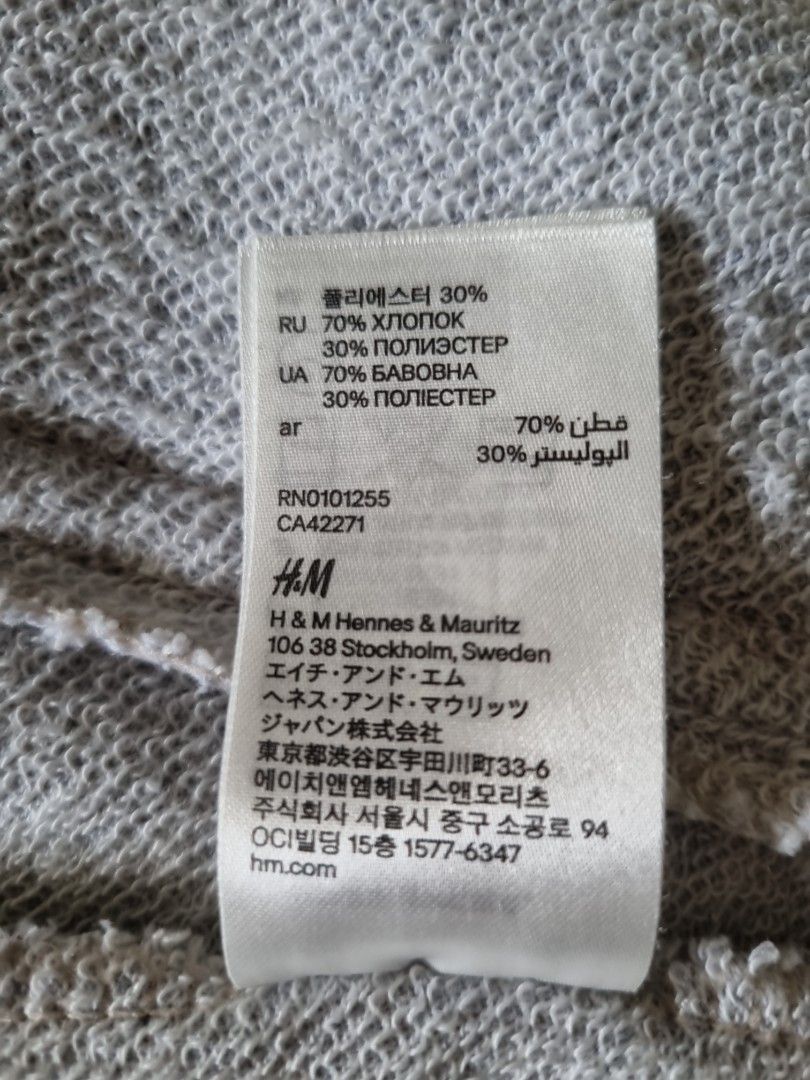 폴리에스터 30%
RU 70% ХЛОПОК
30% ПОЛИЭСТЕР
UA 70% БАВОВНА
30% ПОЛІЕСТЕР
ar قطن %70
الپوليستر %30
RN0101255
CA42271
H&M
H & M Hennes & Mauritz
106 38 Stockholm, Sweden
エイチ・アンド・エム
ヘネス・アンド・マウリッツ
ジャパン株式会社
東京都渋谷区宇田川町33-6
에이치앤엠헤네스앤모리츠
주식회사 서울시 중구 소공로 94
OCI빌딩 15층 1577-6347
hm.com